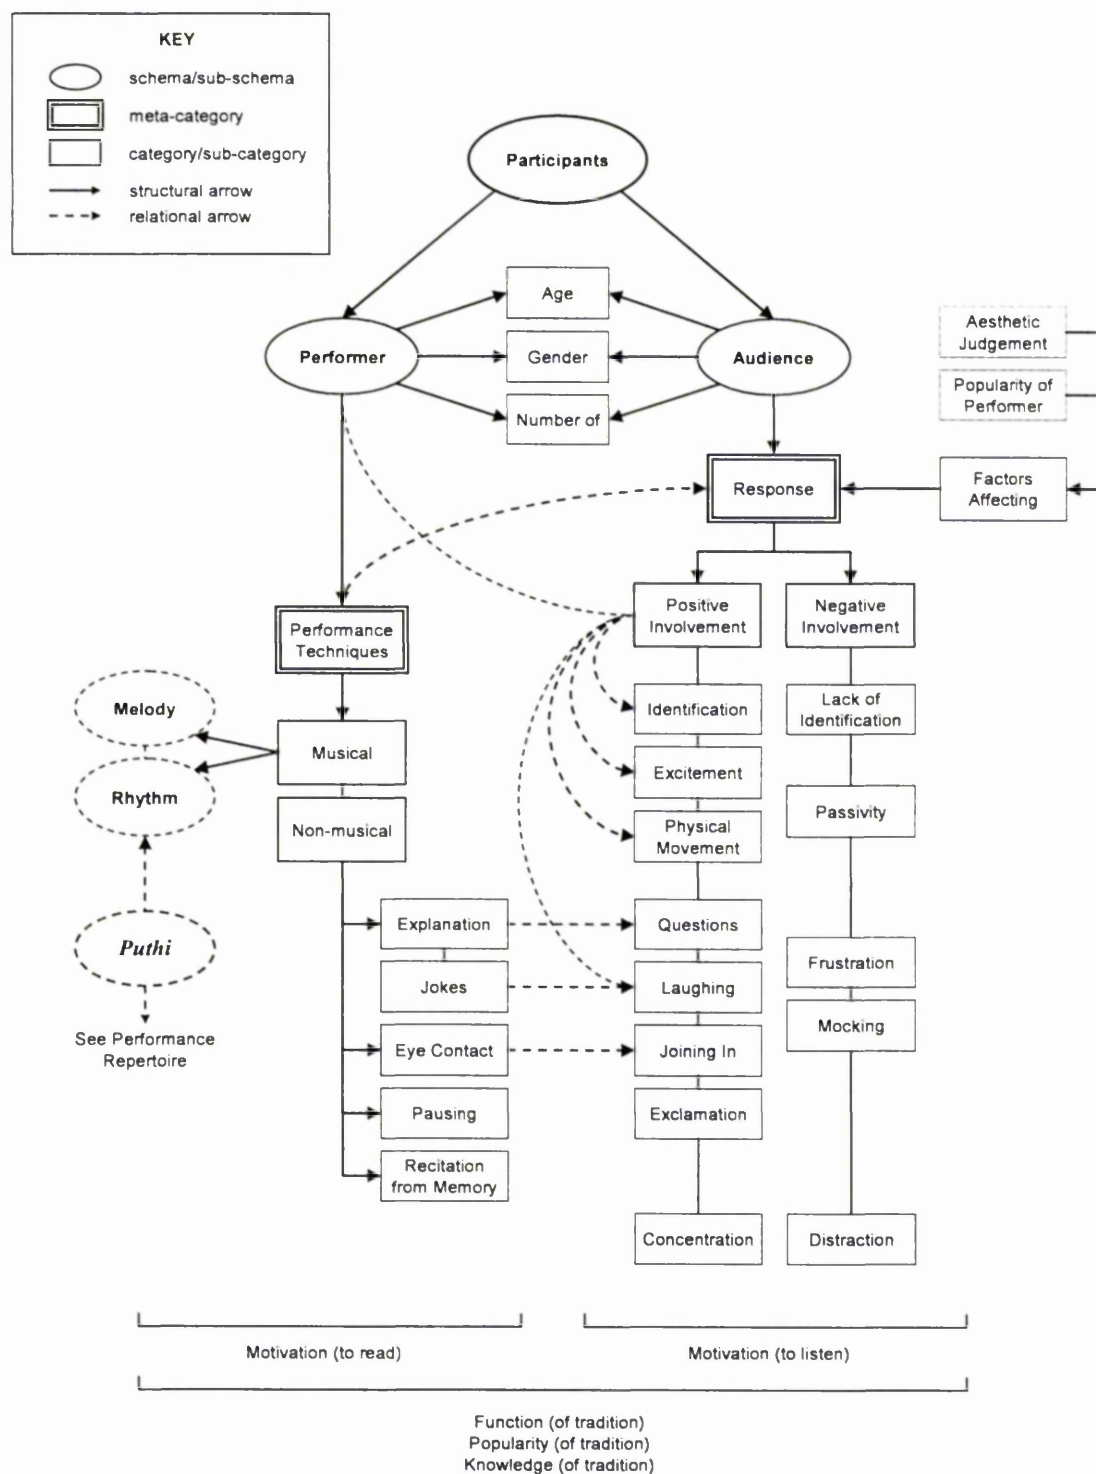 KEY
schema/sub-schema
meta-category
category/sub-category
structural arrow
relational arrow
Participants
Age
Performer
Gender
Audience
Number of
Aesthetic
Judgement
Popularity of
Performer
Response
Factors
Affecting
Performance
Techniques
Positive
Involvement
Negative
Involvement
Melody
Rhythm
Musical
Non-musical
Identification
Lack of
Identification
Excitement
Physical
Movement
Passivity
Puthi
See Performance
Repertoire
Explanation
Questions
Jokes
Laughing
Frustration
Mocking
Eye Contact
Joining In
Pausing
Exclamation
Recitation
from Memory
Concentration
Distraction
Motivation (to read)
Motivation (to listen)
Function (of tradition)
Popularity (of tradition)
Knowledge (of tradition)